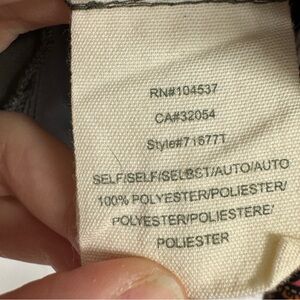 RN#104537
CA#32054
Style#71677T
SELF/SELF/SELBST/AUTO/AUTO
100% POLYESTER/POLIESTER/
POLYESTER/POLIESTERE/
POLIESTER